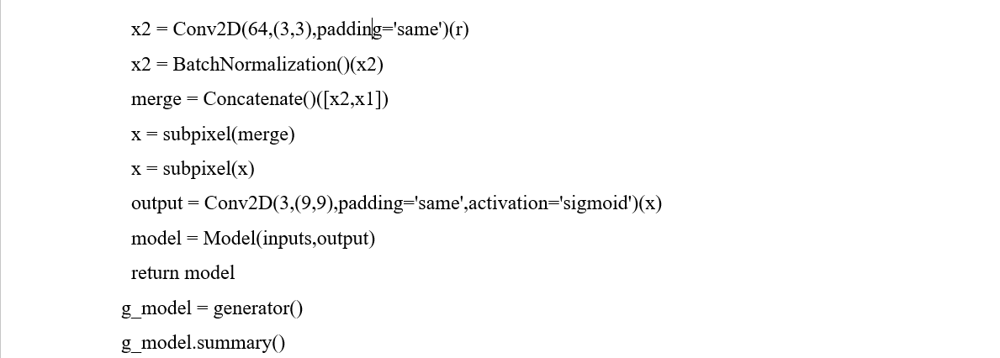 x2 = Conv2D(64,(3,3),padding='same')(r)
x2 = BatchNormalization()(x2)
merge = Concatenate()([x2,x1])
x = subpixel(merge)
x = subpixel(x)
output = Conv2D(3,(9,9),padding='same',activation='sigmoid')(x)
model = Model(inputs,output)
return model
g_model = generator()
g_model.summary()